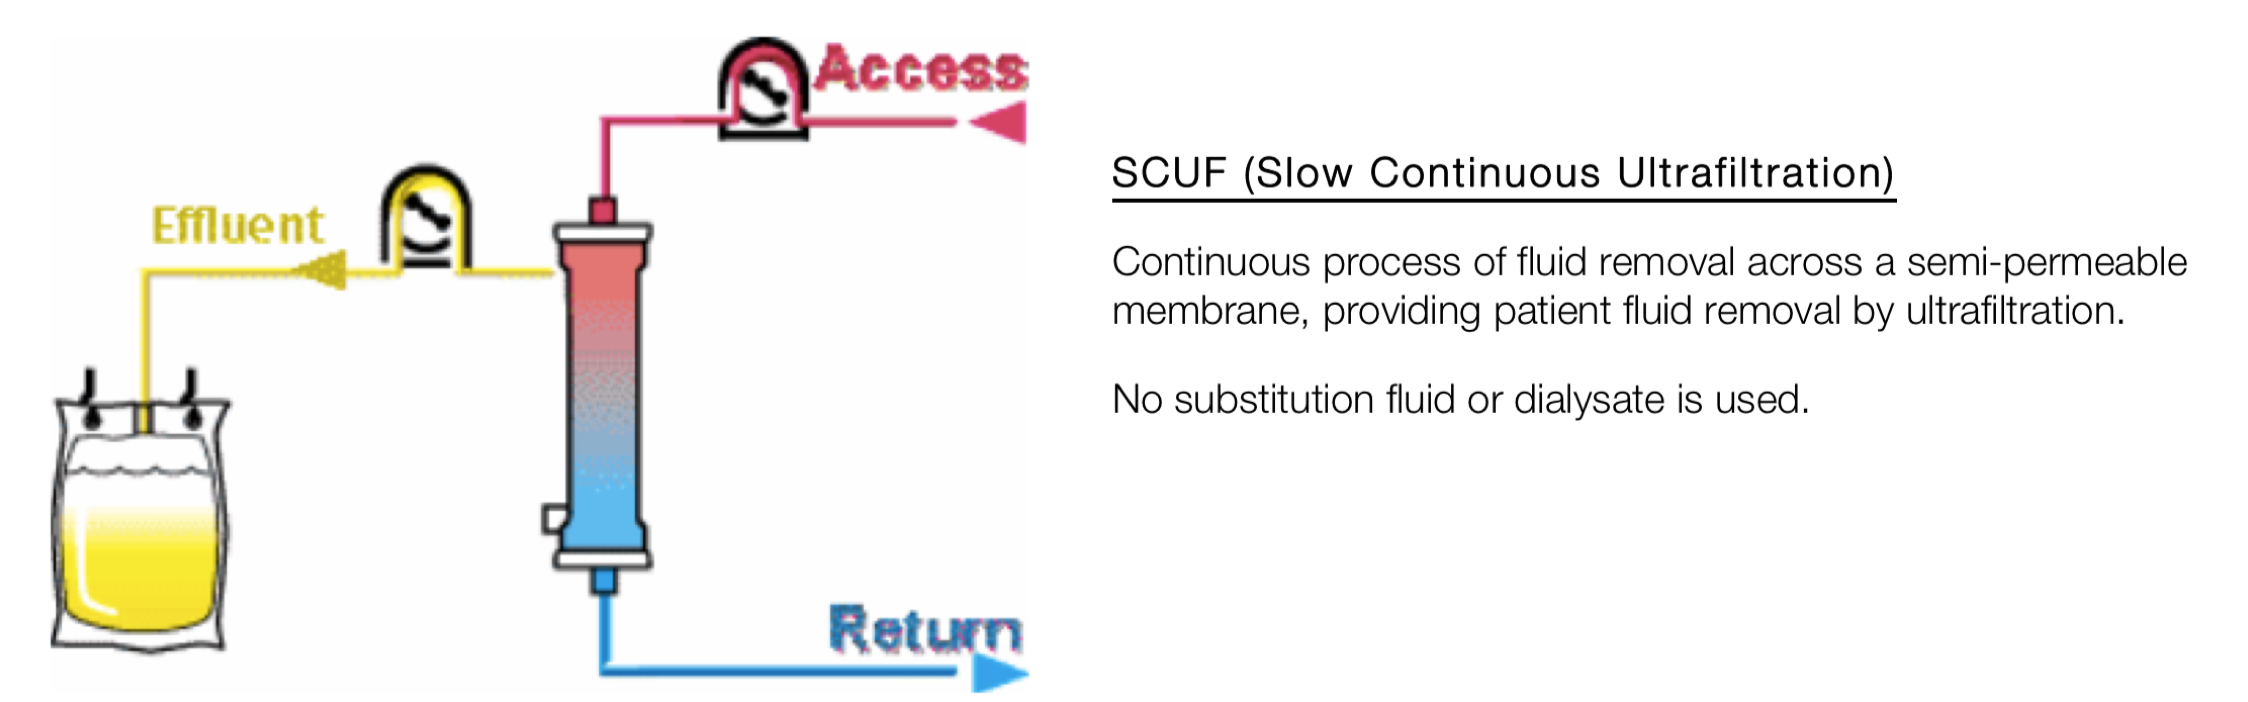 Access
Effluent
Return
SCUF (Slow Continuous Ultrafiltration)
Continuous process of fluid removal across a semi-permeable
membrane, providing patient fluid removal by ultrafiltration.
No substitution fluid or dialysate is used.